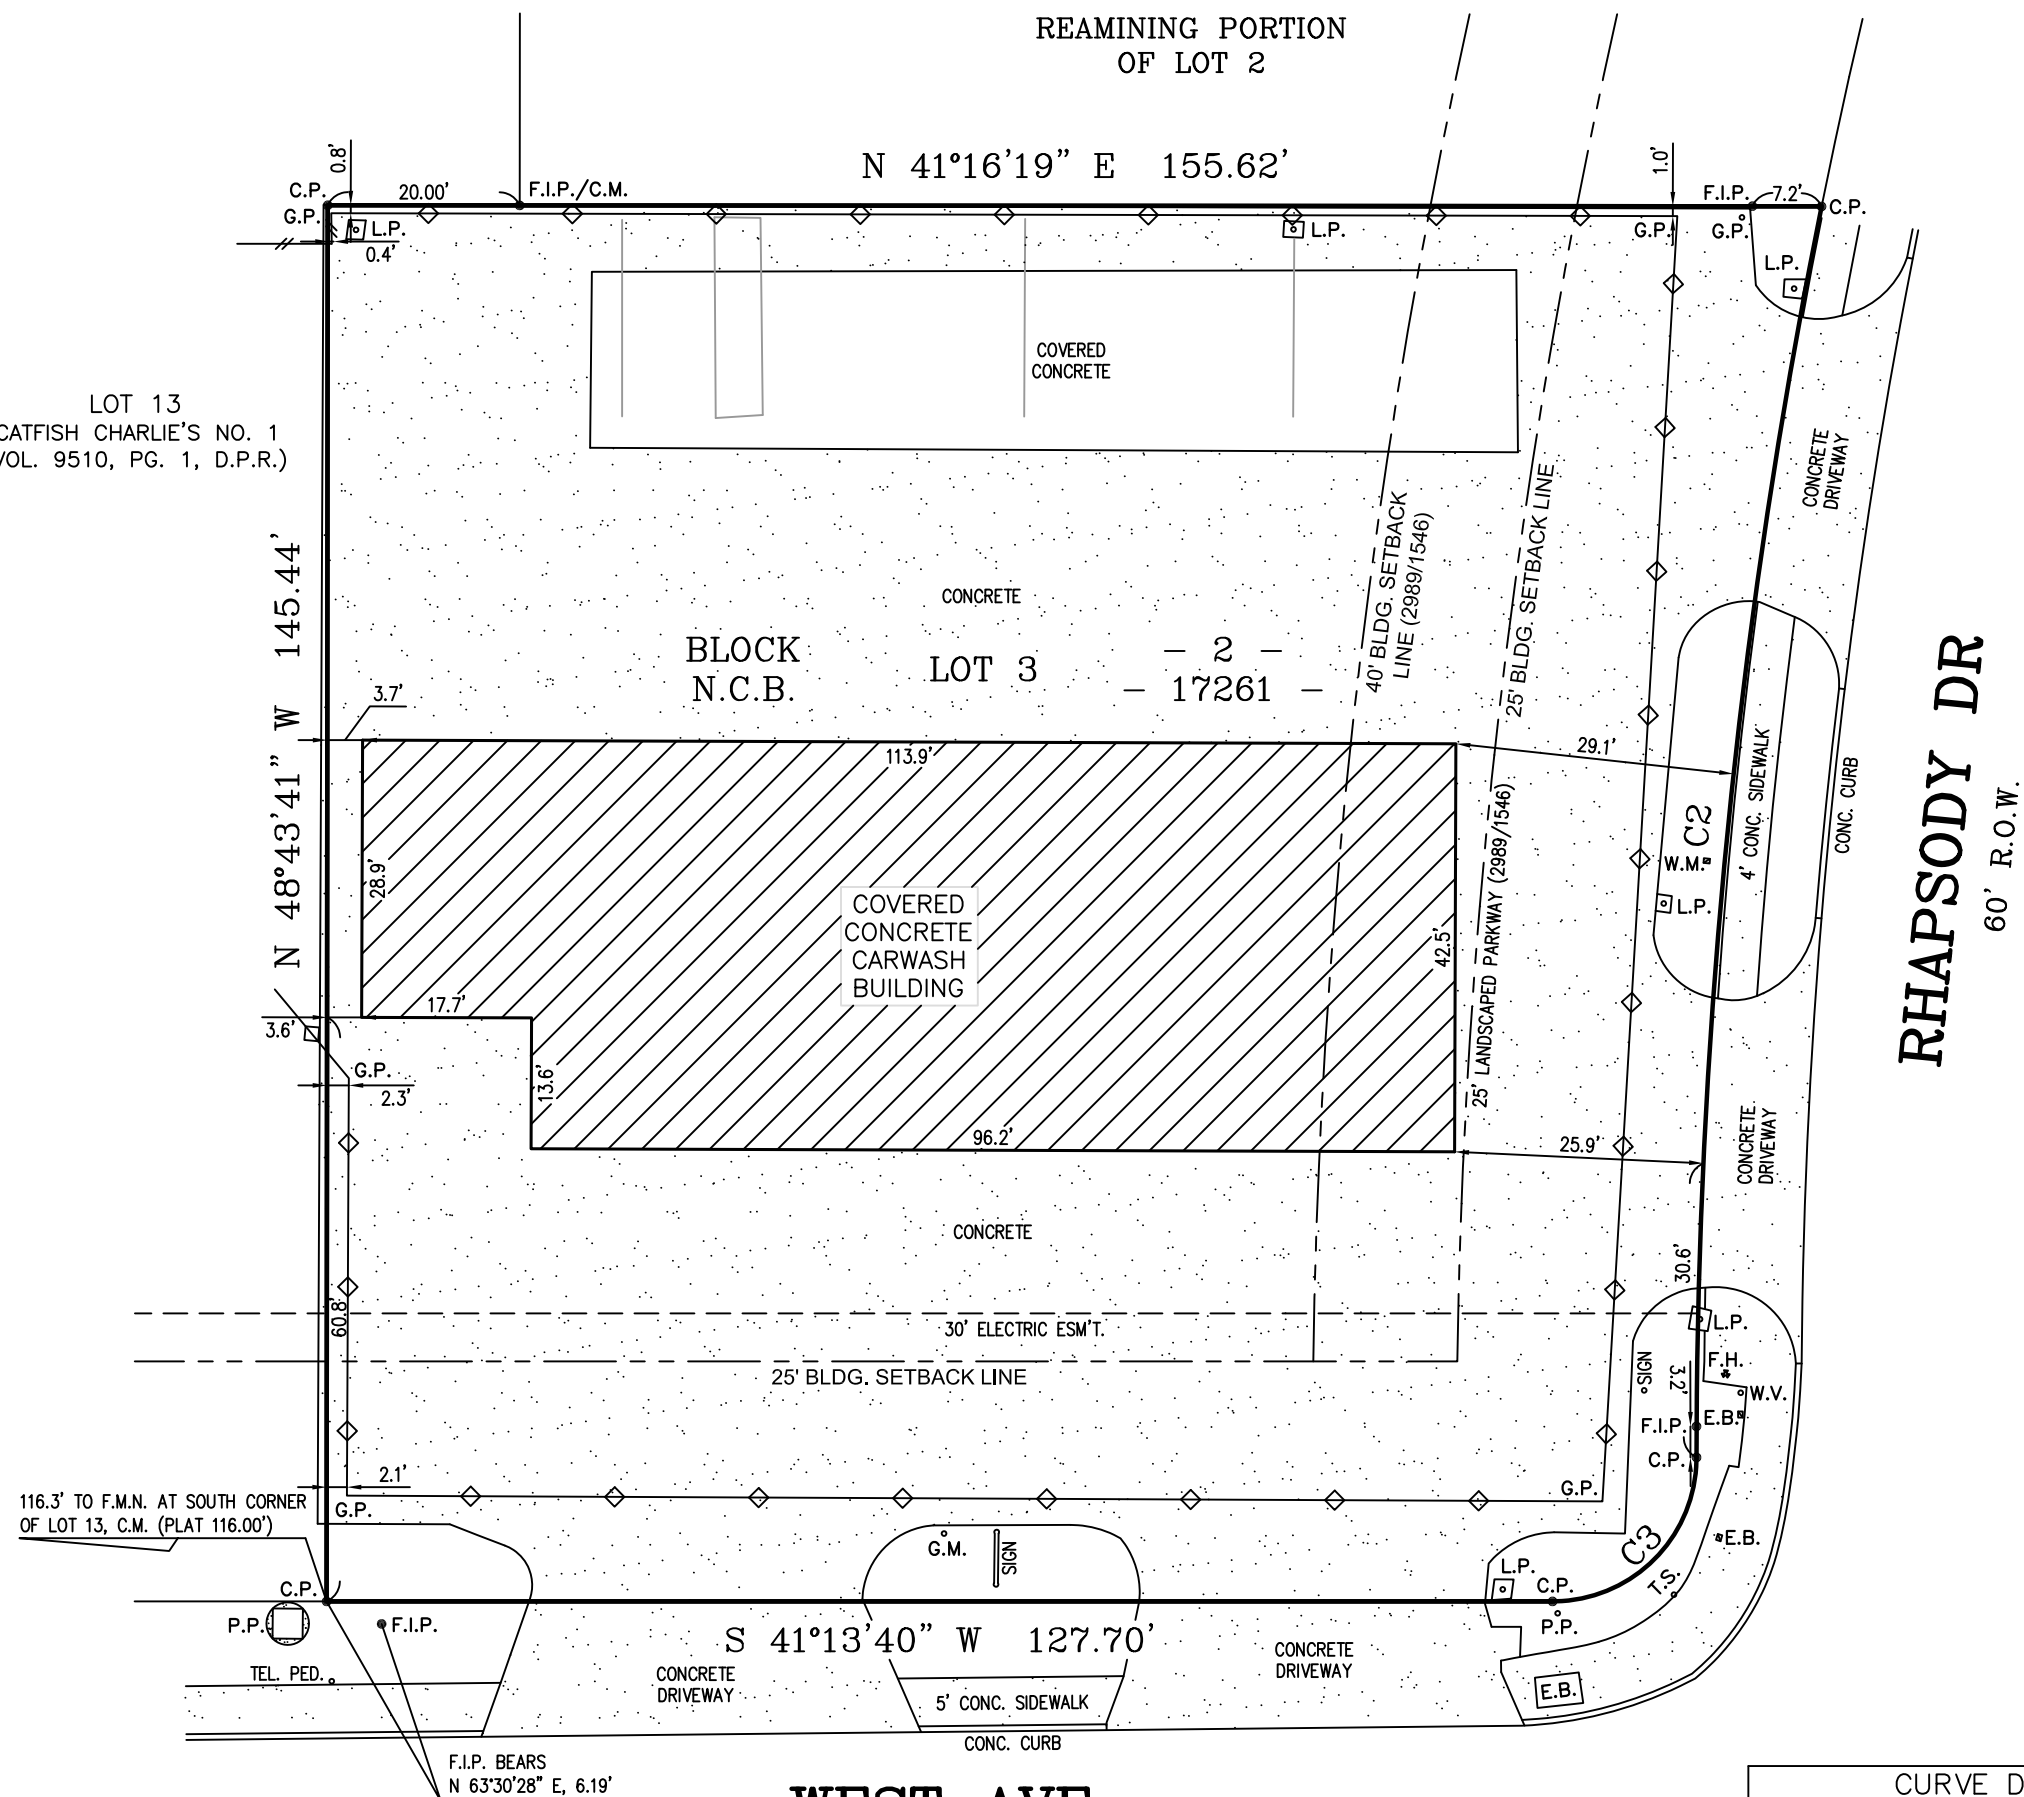 REAMINING PORTION
OF LOT 2
N 41°16'19" E 155.62'
0.8'
1.0'
C.P.
20.00'
F.I.P./C.M.
F.I.P.
7.2'
C.P.
G.P.
L.P.
L.P.
G.P.
G.P.
0.4'
L.P.
COVERED
CONCRETE
LOT 13
CATFISH CHARLIE'S NO. 1
VOL. 9510, PG. 1, D.P.R.)
CONCRETE
DRIVEWAY
40' BLDG. SETBACK
LINE (2989/1546)
25' BLDG. SETBACK LINE
N 48°43'41" W 145.44'
CONCRETE
BLOCK
N.C.B.
LOT 3
- 2 -
- 17261 -
3.7'
113.9'
29.1'
RHAPSODY DR
60' R.O.W.
4' CONC. SIDEWALK
CONC. CURB
C2
W.M.
L.P.
28.9'
COVERED
CONCRETE
CARWASH
BUILDING
42.5'
25' LANDSCAPED PARKWAY (2989/1546)
17.7'
3.6'
G.P.
2.3'
13.6'
96.2'
25.9'
CONCRETE
DRIVEWAY
CONCRETE
30.6'
60.8'
30' ELECTRIC ESM'T.
L.P.
25' BLDG. SETBACK LINE
SIGN
3.2'
F.H.
W.V.
F.I.P.
E.B.
C.P.
2.1'
G.P.
G.P.
116.3' TO F.M.N. AT SOUTH CORNER
OF LOT 13, C.M. (PLAT 116.00')
G.M.
SIGN
C3
E.B.
L.P.
T.S.
C.P.
C.P.
P.P.
F.I.P.
P.P.
S 41°13'40" W 127.70'
CONCRETE
DRIVEWAY
TEL. PED.
CONCRETE
DRIVEWAY
E.B.
5' CONC. SIDEWALK
CONC. CURB
F.I.P. BEARS
N 63°30'28" E, 6.19'
WEST AVE
CURVE D